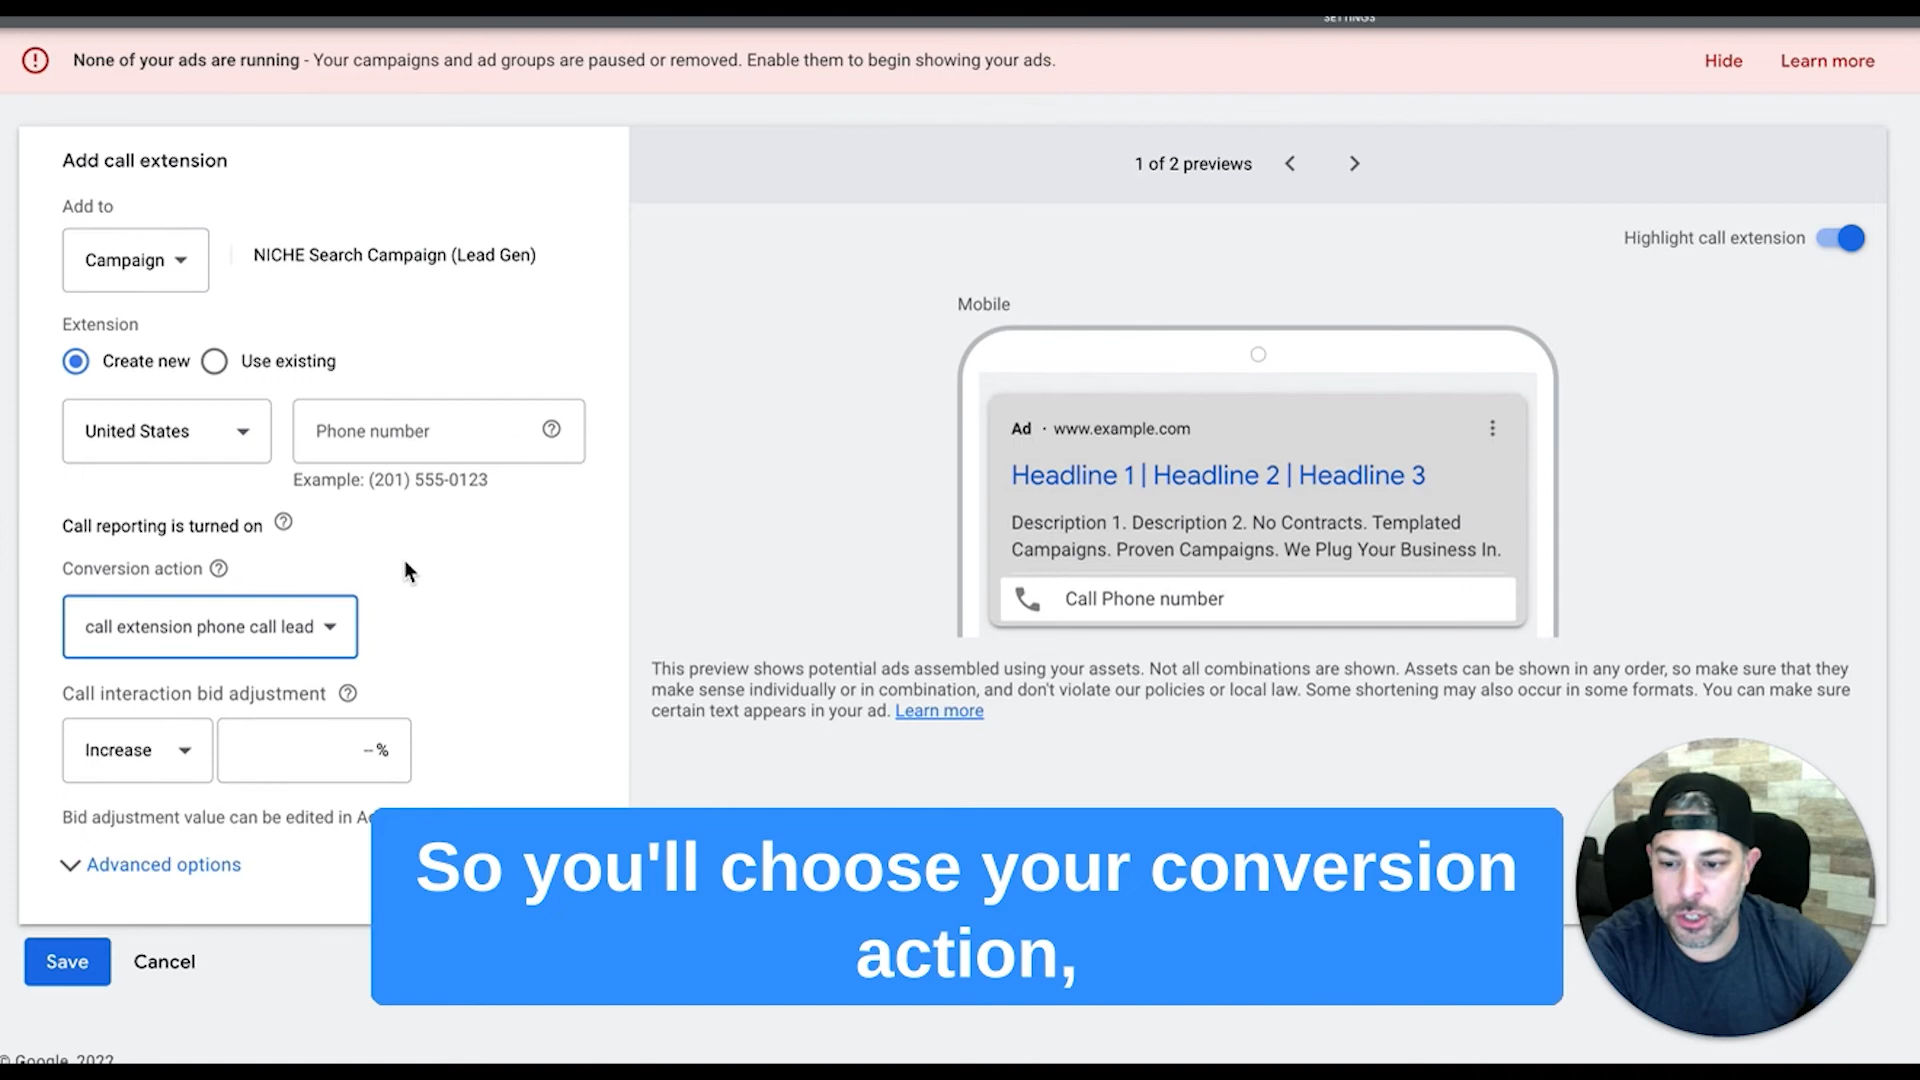 SETTINGS
None of your ads are running - Your campaigns and ad groups are paused or removed. Enable them to begin showing your ads.
Hide
Learn more
Add call extension
Add to
Campaign
NICHE Search Campaign (Lead Gen)
Extension
Create new
Use existing
United States
Phone number
Example: (201) 555-0123
Call reporting is turned on
Conversion action
call extension phone call lead
Call interaction bid adjustment
Increase
–%
Bid adjustment value can be edited in
Advanced options
Save
Cancel
© Google, 2022
1 of 2 previews
Highlight call extension
Mobile
Ad · www.example.com
Headline 1 | Headline 2 | Headline 3
Description 1. Description 2. No Contracts. Templated
Campaigns. Proven Campaigns. We Plug Your Business In.
Call Phone number
This preview shows potential ads assembled using your assets. Not all combinations are shown. Assets can be shown in any order, so make sure that they
make sense individually or in combination, and don't violate our policies or local law. Some shortening may also occur in some formats. You can make sure
certain text appears in your ad. Learn more
So you'll choose your conversion
action,